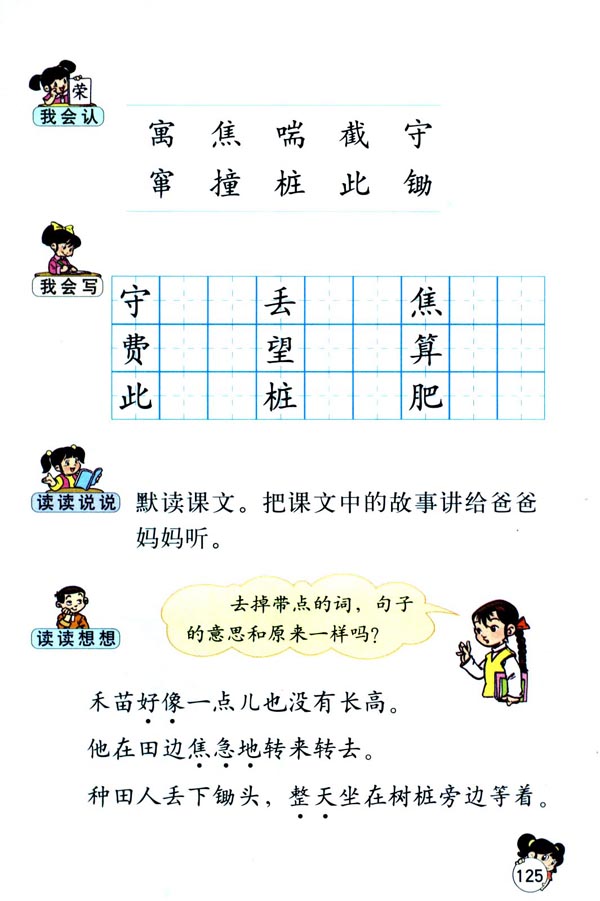 荣
我会认
寓 焦 喘 截 守
窜 撞 桩 此 锄
我会写
守 丢 焦
费 望 算
此 桩 肥
读读说说
默读课文。把课文中的故事讲给爸爸
妈妈听。
读读想想
去掉带点的词，句子
的意思和原来一样吗？
禾苗好像一点儿也没有长高。
他在田边焦急地转来转去。
种田人丢下锄头，整天坐在树桩旁边等着。
125